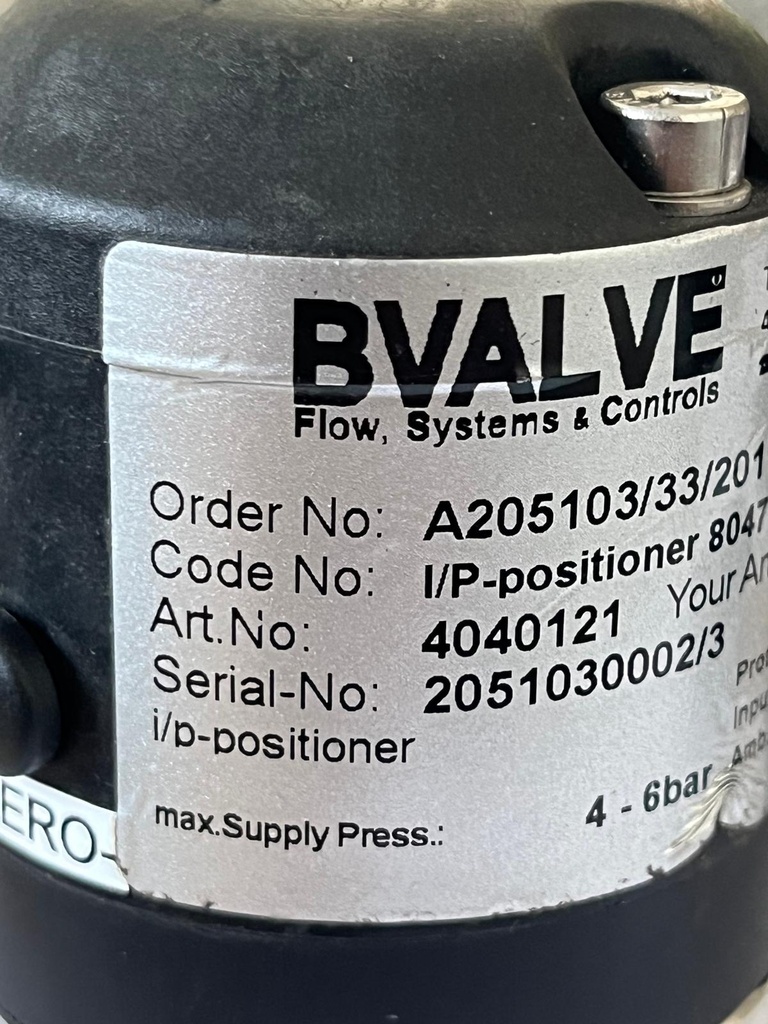 BVALVE
Flow, Systems & Controls
Order No: A205103/33/201
Code No: I/P-positioner 8047
Art.No: 4040121 Your Ar
Serial-No: 2051030002/3
i/p-positioner
max.Supply Press.: 4 - 6bar
ERO-